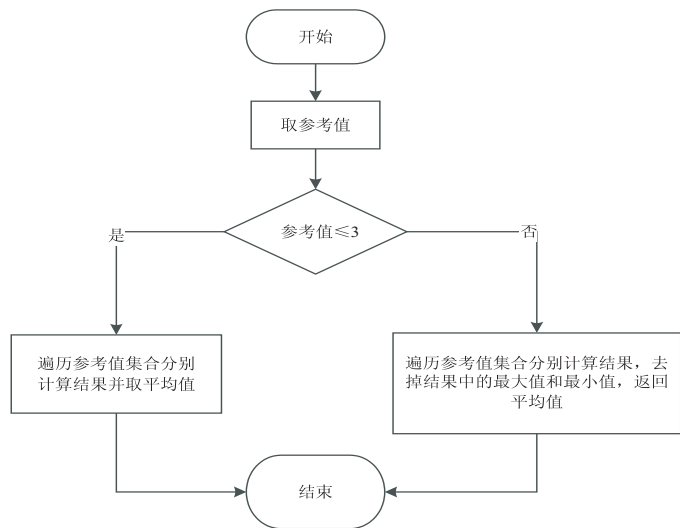 开始
取参考值
参考值≤3
是
否
遍历参考值集合分别
计算结果并取平均值
遍历参考值集合分别计算结果，去
掉结果中的最大值和最小值，返回
平均值
结束